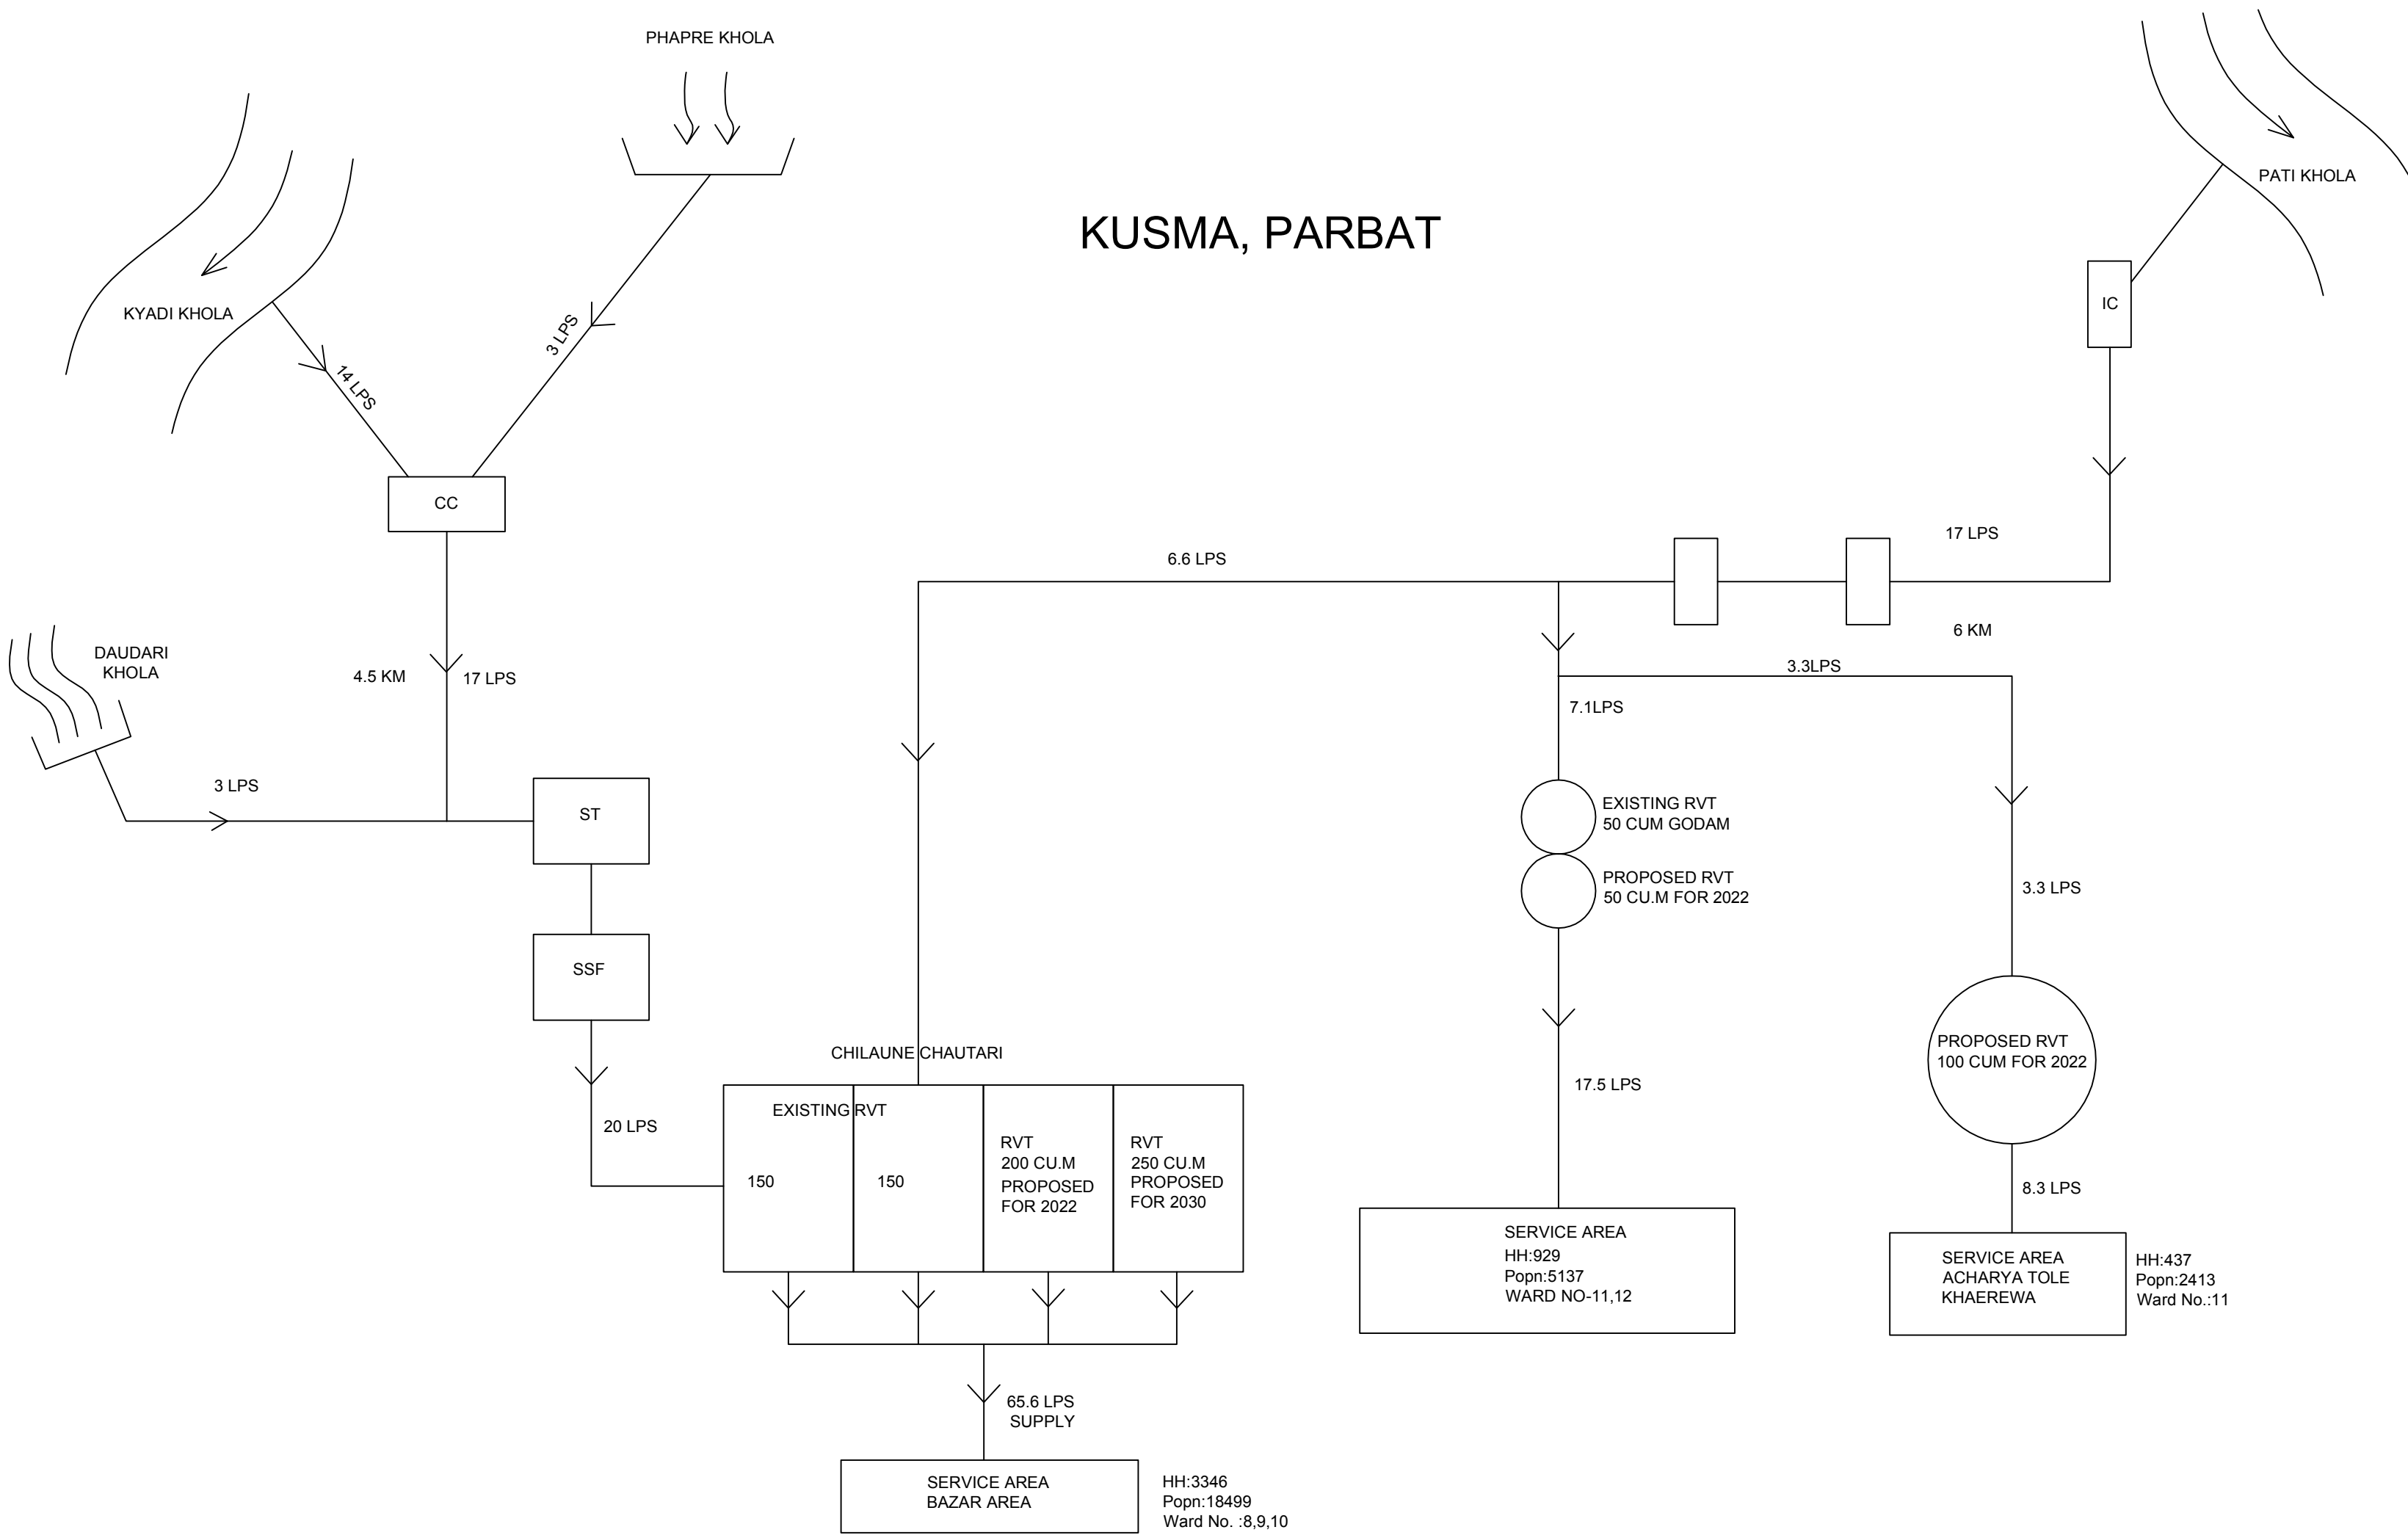 PHAPRE KHOLA
PATI KHOLA
KUSMA, PARBAT
KYADI KHOLA
IC
3 LPS
14 LPS
CC
17 LPS
6.6 LPS
6 KM
DAUDARI
KHOLA
4.5 KM
17 LPS
3.3LPS
7.1LPS
3 LPS
ST
EXISTING RVT
50 CUM GODAM
PROPOSED RVT
50 CU.M FOR 2022
3.3 LPS
SSF
CHILAUNE CHAUTARI
PROPOSED RVT
100 CUM FOR 2022
EXISTING RVT
20 LPS
17.5 LPS
150
150
RVT
200 CU.M
PROPOSED
FOR 2022
RVT
250 CU.M
PROPOSED
FOR 2030
8.3 LPS
SERVICE AREA
HH:929
Popn:5137
WARD NO-11,12
SERVICE AREA
ACHARYA TOLE
KHAEREWA
HH:437
Popn:2413
Ward No.:11
65.6 LPS
SUPPLY
SERVICE AREA
BAZAR AREA
HH:3346
Popn:18499
Ward No. :8,9,10